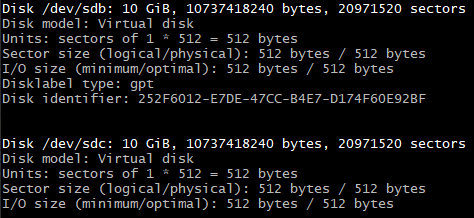 Disk /dev/sdb: 10 GiB, 10737418240 bytes, 20971520 sectors
Disk model: Virtual disk
Units: sectors of 1 * 512 = 512 bytes
Sector size (logical/physical): 512 bytes / 512 bytes
I/O size (minimum/optimal): 512 bytes / 512 bytes
Disklabel type: gpt
Disk identifier: 252F6012-E7DE-47CC-B4E7-D174F60E92BF
Disk /dev/sdc: 10 GiB, 10737418240 bytes, 20971520 sectors
Disk model: Virtual disk
Units: sectors of 1 * 512 = 512 bytes
Sector size (logical/physical): 512 bytes / 512 bytes
I/O size (minimum/optimal): 512 bytes / 512 bytes